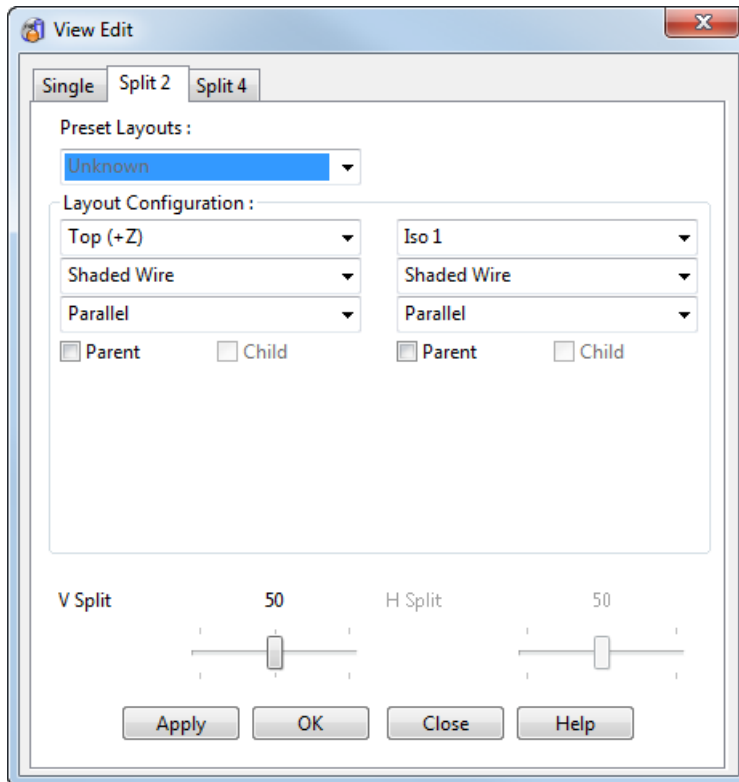 View Edit
Single Split 2 Split 4
Preset Layouts :
Unknown
Layout Configuration :
Top (+Z) Iso 1
Shaded Wire Shaded Wire
Parallel Parallel
Parent Child Parent Child
V Split 50 H Split 50
Apply OK Close Help